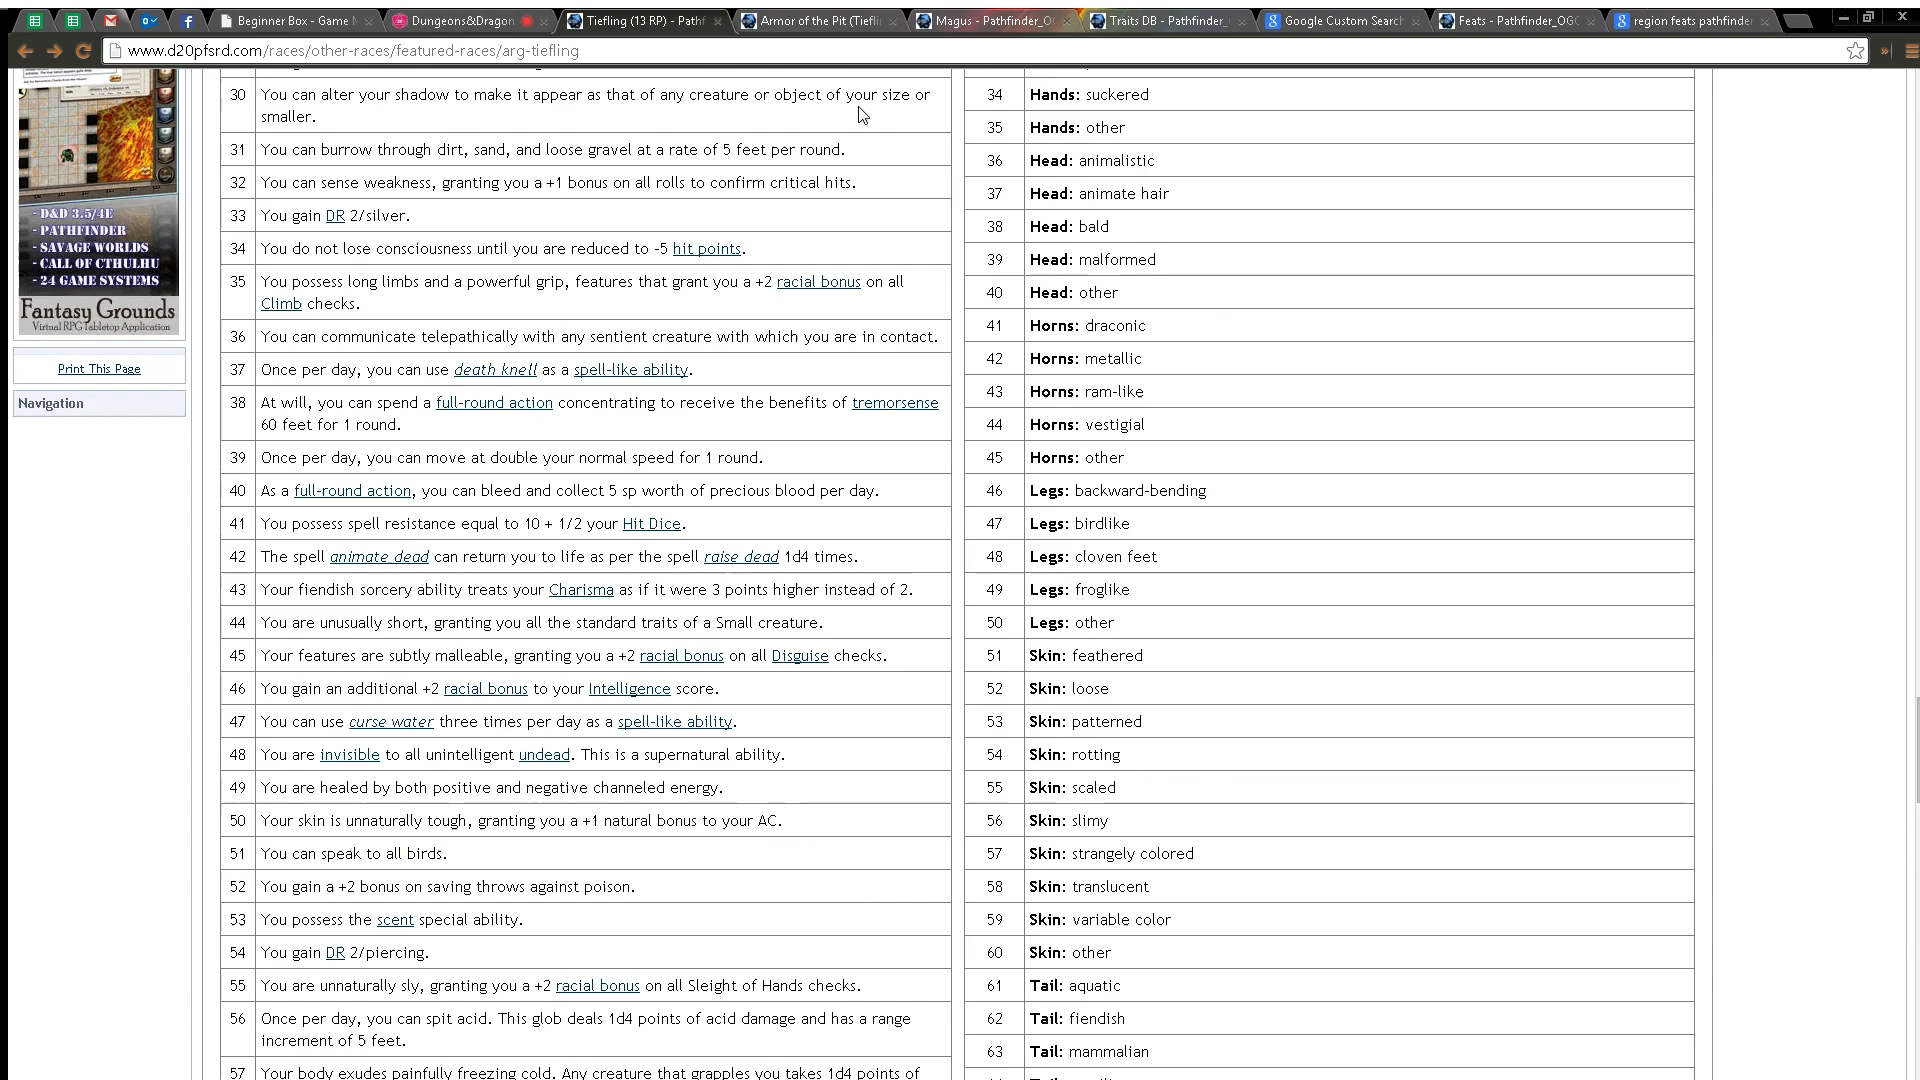 Beginner Box - Game M
Dungeons&Dragon
Tiefling (13 RP) - Pathf
Armor of the Pit (Tiefli
Magus - Pathfinder_OG
Traits DB - Pathfinder_
Google Custom Search
Feats - Pathfinder_OGC
region feats pathfinder
www.d20pfsrd.com/races/other-races/featured-races/arg-tiefling
- D&D 3.5/4E
- PATHFINDER
- SAVAGE WORLDS
- CALL OF CTHULHU
- 24 GAME SYSTEMS
Fantasy Grounds
Virtual RPG Tabletop Application
Print This Page
Navigation
30 You can alter your shadow to make it appear as that of any creature or object of your size or
smaller.
31 You can burrow through dirt, sand, and loose gravel at a rate of 5 feet per round.
32 You can sense weakness, granting you a +1 bonus on all rolls to confirm critical hits.
33 You gain DR 2/silver.
34 You do not lose consciousness until you are reduced to -5 hit points.
35 You possess long limbs and a powerful grip, features that grant you a +2 racial bonus on all
Climb checks.
36 You can communicate telepathically with any sentient creature with which you are in contact.
37 Once per day, you can use death knell as a spell-like ability.
38 At will, you can spend a full-round action concentrating to receive the benefits of tremorsense
60 feet for 1 round.
39 Once per day, you can move at double your normal speed for 1 round.
40 As a full-round action, you can bleed and collect 5 sp worth of precious blood per day.
41 You possess spell resistance equal to 10 + 1/2 your Hit Dice.
42 The spell animate dead can return you to life as per the spell raise dead 1d4 times.
43 Your fiendish sorcery ability treats your Charisma as if it were 3 points higher instead of 2.
44 You are unusually short, granting you all the standard traits of a Small creature.
45 Your features are subtly malleable, granting you a +2 racial bonus on all Disguise checks.
46 You gain an additional +2 racial bonus to your Intelligence score.
47 You can use curse water three times per day as a spell-like ability.
48 You are invisible to all unintelligent undead. This is a supernatural ability.
49 You are healed by both positive and negative channeled energy.
50 Your skin is unnaturally tough, granting you a +1 natural bonus to your AC.
51 You can speak to all birds.
52 You gain a +2 bonus on saving throws against poison.
53 You possess the scent special ability.
54 You gain DR 2/piercing.
55 You are unnaturally sly, granting you a +2 racial bonus on all Sleight of Hands checks.
56 Once per day, you can spit acid. This glob deals 1d4 points of acid damage and has a range
increment of 5 feet.
57 Your body exudes painfully freezing cold. Any creature that grapples you takes 1d4 points of
34 Hands: suckered
35 Hands: other
36 Head: animalistic
37 Head: animate hair
38 Head: bald
39 Head: malformed
40 Head: other
41 Horns: draconic
42 Horns: metallic
43 Horns: ram-like
44 Horns: vestigial
45 Horns: other
46 Legs: backward-bending
47 Legs: birdlike
48 Legs: cloven feet
49 Legs: froglike
50 Legs: other
51 Skin: feathered
52 Skin: loose
53 Skin: patterned
54 Skin: rotting
55 Skin: scaled
56 Skin: slimy
57 Skin: strangely colored
58 Skin: translucent
59 Skin: variable color
60 Skin: other
61 Tail: aquatic
62 Tail: fiendish
63 Tail: mammalian